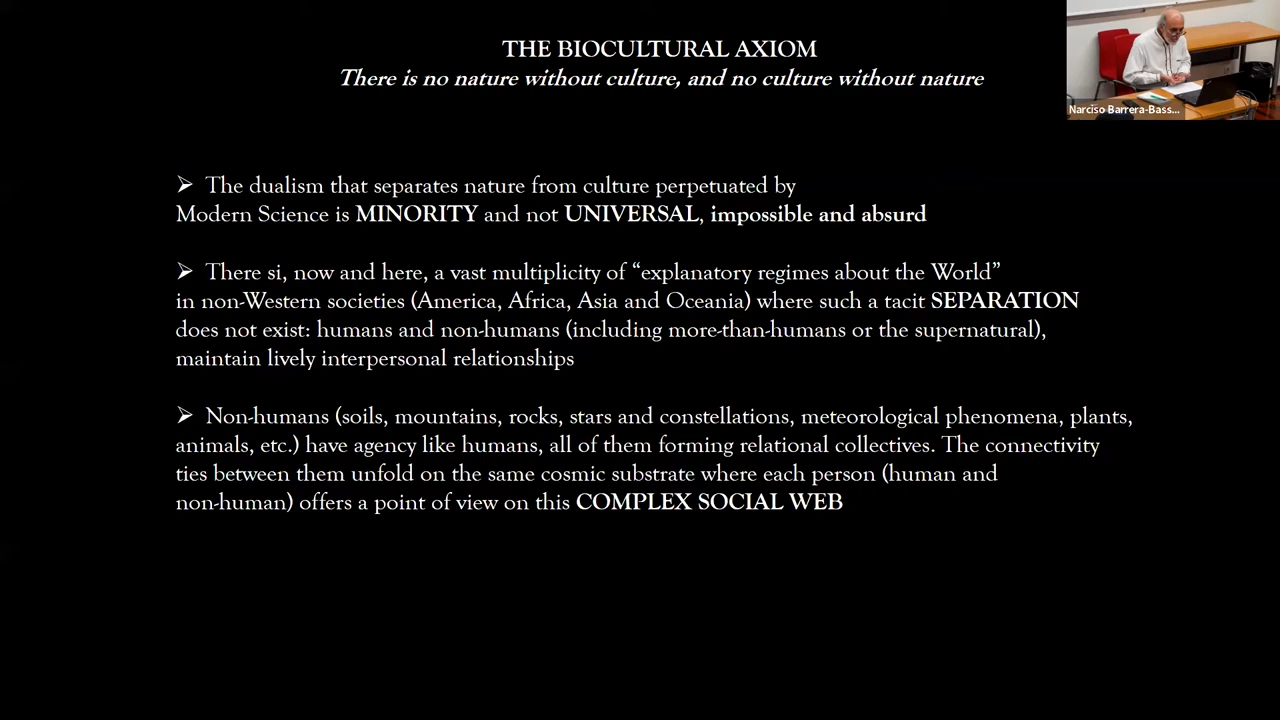 THE BIOCULTURAL AXIOM
There is no nature without culture, and no culture without nature
Narciso Barrera-Bass...
➢ The dualism that separates nature from culture perpetuated by
Modern Science is MINORITY and not UNIVERSAL, impossible and absurd
➢ There si, now and here, a vast multiplicity of “explanatory regimes about the World”
in non-Western societies (America, Africa, Asia and Oceania) where such a tacit SEPARATION
does not exist: humans and non-humans (including more-than-humans or the supernatural),
maintain lively interpersonal relationships
➢ Non-humans (soils, mountains, rocks, stars and constellations, meteorological phenomena, plants,
animals, etc.) have agency like humans, all of them forming relational collectives. The connectivity
ties between them unfold on the same cosmic substrate where each person (human and
non-human) offers a point of view on this COMPLEX SOCIAL WEB